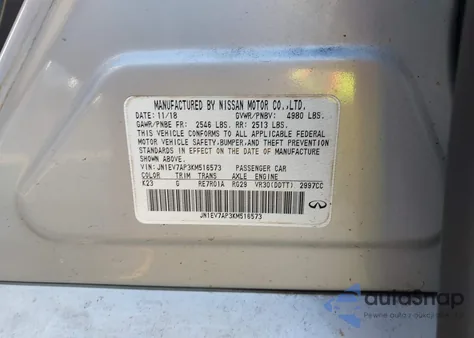 MANUFACTURED BY NISSAN MOTOR CO.,LTD.
DATE: 11/18 GVWR/PNBV: 4980 LBS.
GAWR/PNBE FR: 2546 LBS. RR: 2513 LBS.
THIS VEHICLE CONFORMS TO ALL APPLICABLE FEDERAL
MOTOR VEHICLE SAFETY,BUMPER,AND THEFT PREVENTION
STANDARDS IN EFFECT ON THE DATE OF MANUFACTURE
SHOWN ABOVE.
VIN: JN1EV7AP3KM516573 PASSENGER CAR
COLOR TRIM TRANS AXLE ENGINE
K23 G RE7R01A RG29 VR30(DDTT) 2997CC
JN1EV7AP3KM516573
INFINITI
autoSnap